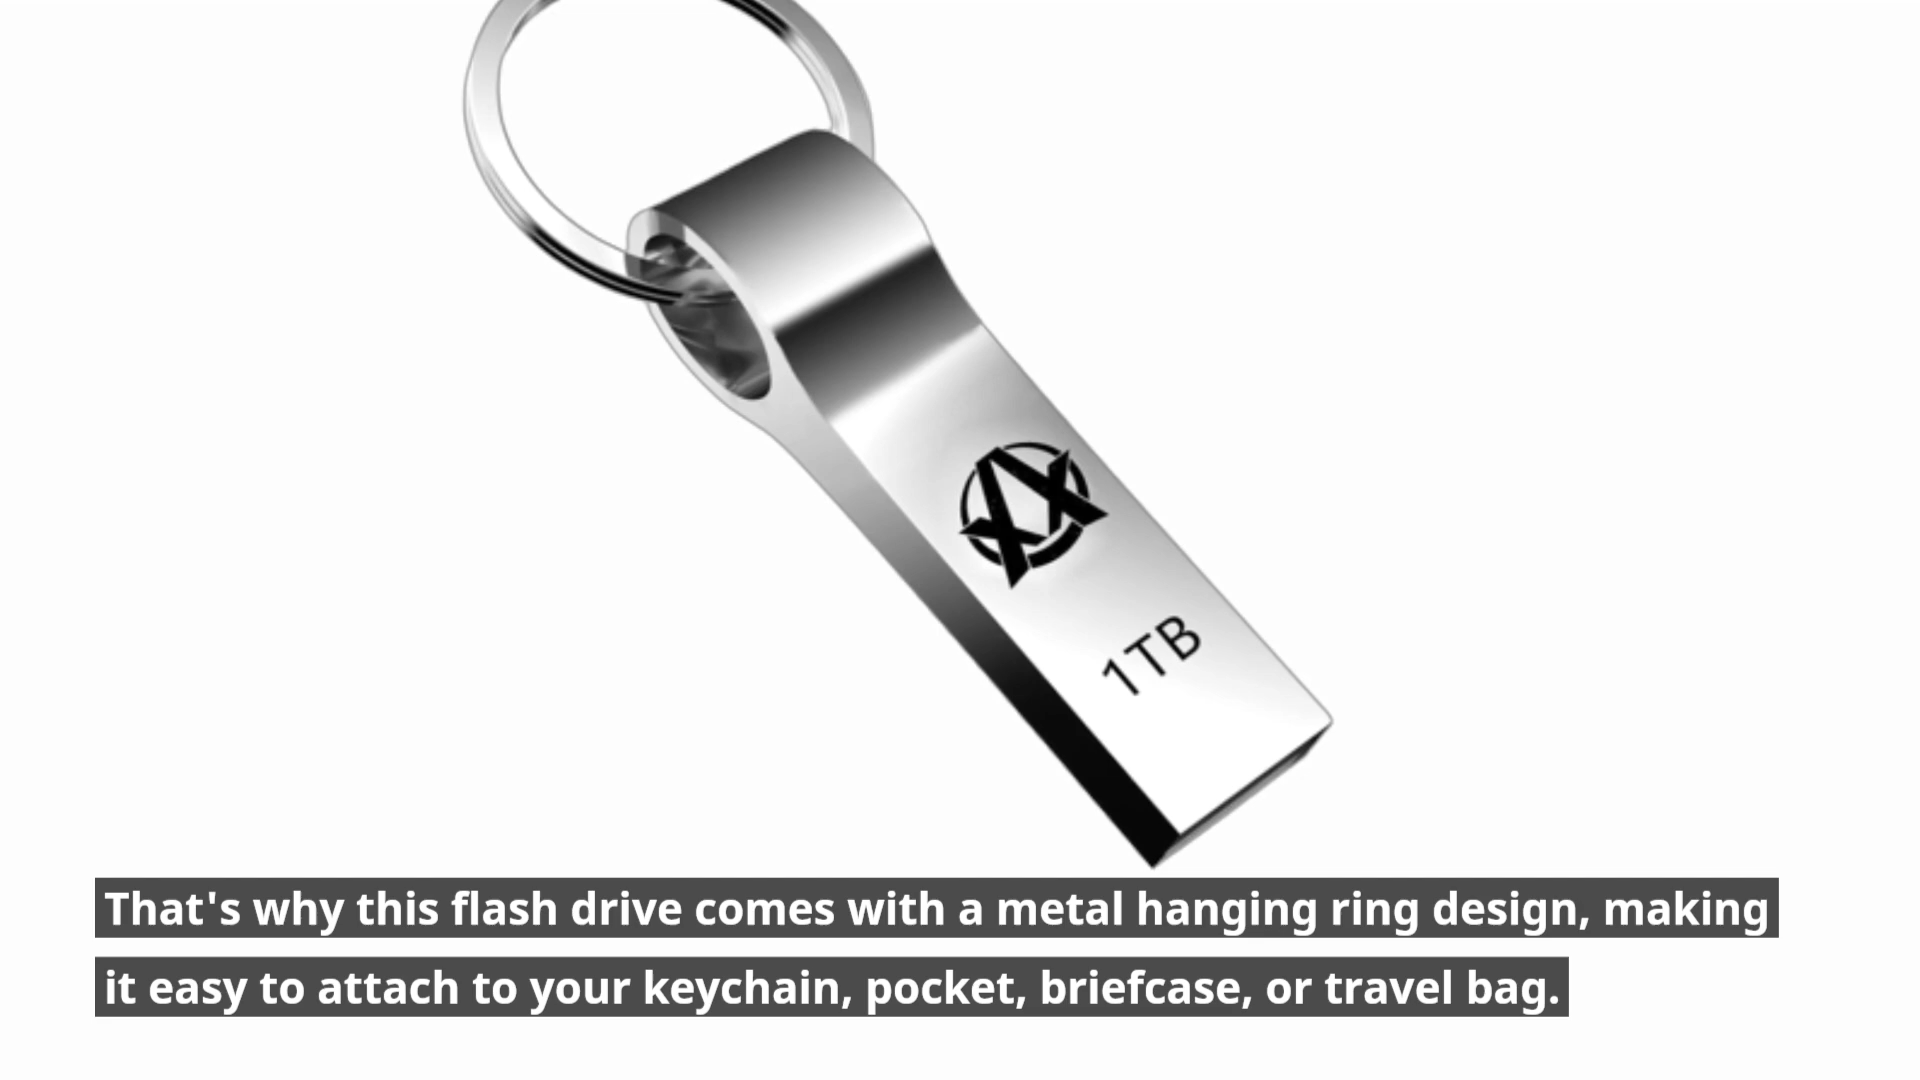 1TB
That's why this flash drive comes with a metal hanging ring design, making
it easy to attach to your keychain, pocket, briefcase, or travel bag.